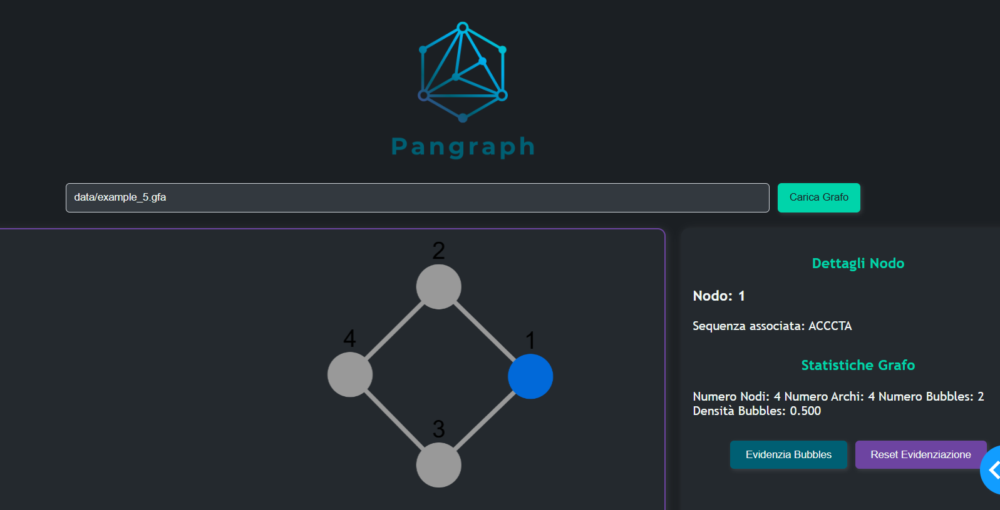 Pangraph
data/example_5.gfa
Carica Grafo
2
4
1
3
Dettagli Nodo
Nodo: 1
Sequenza associata: ACCCTA
Statistiche Grafo
Numero Nodi: 4 Numero Archi: 4 Numero Bubbles: 2
Densità Bubbles: 0.500
Evidenzia Bubbles
Reset Evidenziazione